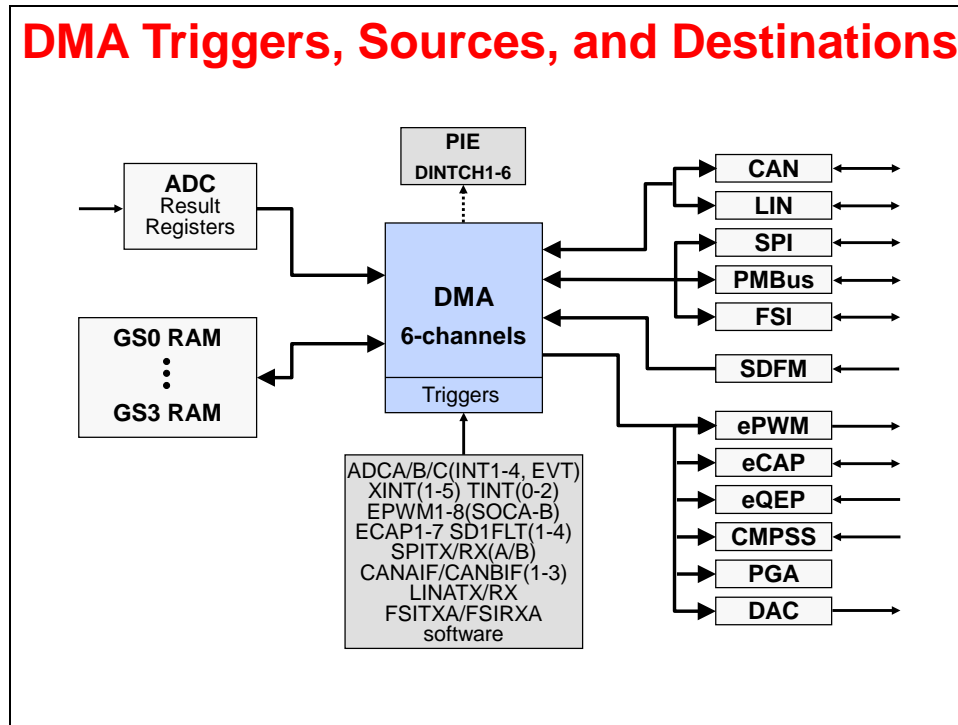 DMA Triggers, Sources, and Destinations
PIE
DINTCH1-6
ADC
Result
Registers
GS0 RAM
GS3 RAM
DMA
6-channels
Triggers
ADCA/B/C(INT1-4, EVT)
XINT(1-5) TINT(0-2)
EPWM1-8(SOCA-B)
ECAP1-7 SD1FLT(1-4)
SPITX/RX(A/B)
CANAIF/CANBIF(1-3)
LINATX/RX
FSITXA/FSIRXA
software
CAN
LIN
SPI
PMBus
FSI
SDFM
ePWM
eCAP
eQEP
CMPSS
PGA
DAC